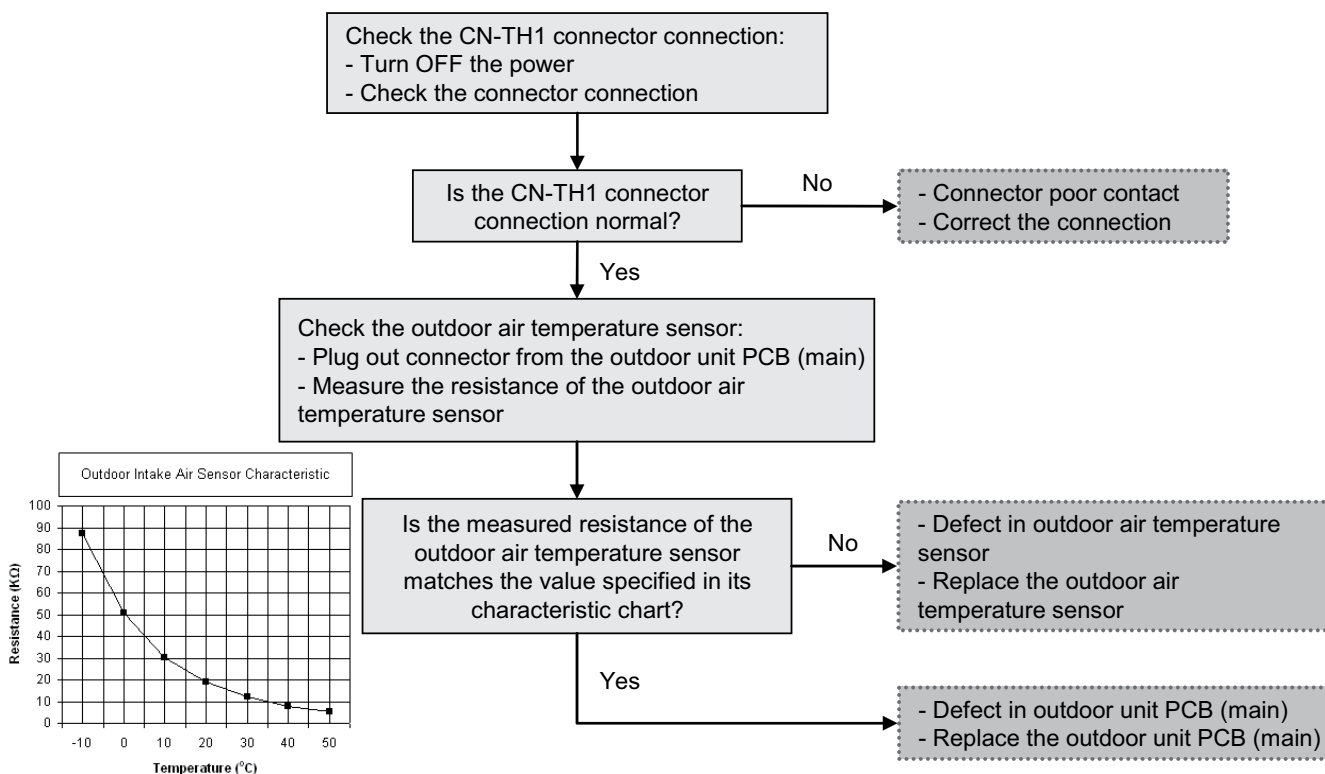 Check the CN-TH1 connector connection:
- Turn OFF the power
- Check the connector connection
Is the CN-TH1 connector
connection normal?
No
- Connector poor contact
- Correct the connection
Yes
Check the outdoor air temperature sensor:
- Plug out connector from the outdoor unit PCB (main)
- Measure the resistance of the outdoor air
temperature sensor
Outdoor Intake Air Sensor Characteristic
Resistance (KΩ)
100
90
80
70
60
50
40
30
20
10
0
-10 0 10 20 30 40 50
Temperature (°C)
Is the measured resistance of the
outdoor air temperature sensor
matches the value specified in its
characteristic chart?
No
- Defect in outdoor air temperature
sensor
- Replace the outdoor air
temperature sensor
Yes
- Defect in outdoor unit PCB (main)
- Replace the outdoor unit PCB (main)